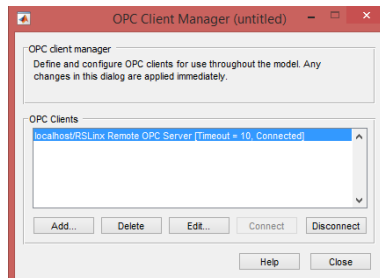 OPC Client Manager (untitled)
OPC client manager
Define and configure OPC clients for use throughout the model. Any
changes in this dialog are applied immediately.
OPC Clients
localhost/RSLinx Remote OPC Server [Timeout = 10, Connected]
Add... Delete Edit... Connect Disconnect
Help Close